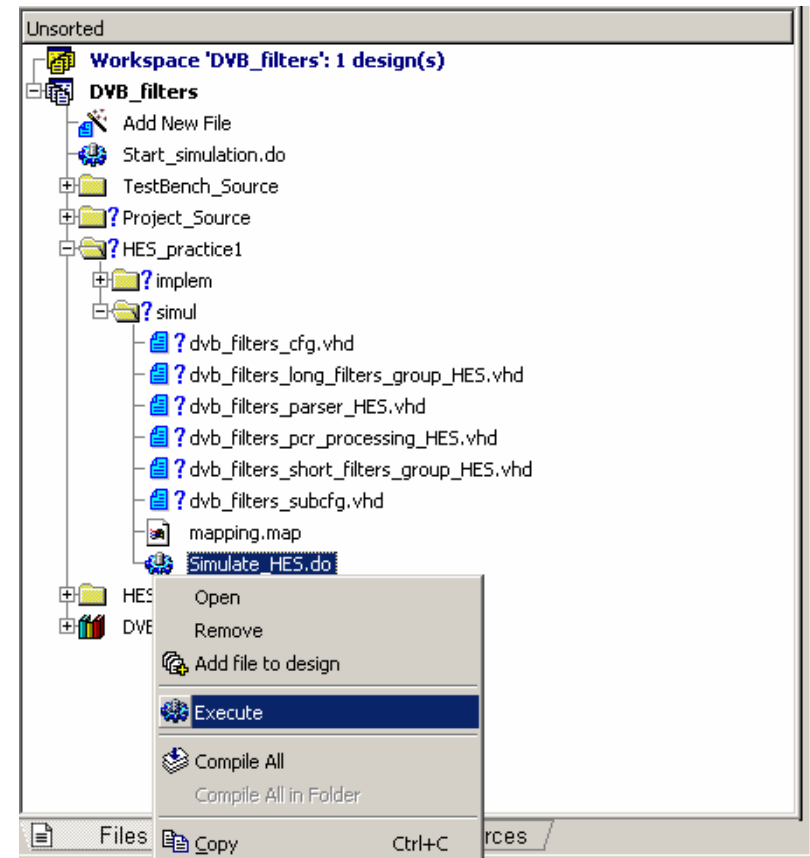 Unsorted
Workspace 'DVB_filters': 1 design(s)
DVB_filters
Add New File
Start_simulation.do
TestBench_Source
? Project_Source
? HES_practice1
? implem
? simul
? dvb_filters_cfg.vhd
? dvb_filters_long_filters_group_HES.vhd
? dvb_filters_parser_HES.vhd
? dvb_filters_pcr_processing_HES.vhd
? dvb_filters_short_filters_group_HES.vhd
? dvb_filters_subcfg.vhd
mapping.map
Simulate_HES.do
HES
DVB
Open
Remove
Add file to design
Execute
Compile All
Compile All in Folder
Copy Ctrl+C
Files
rces